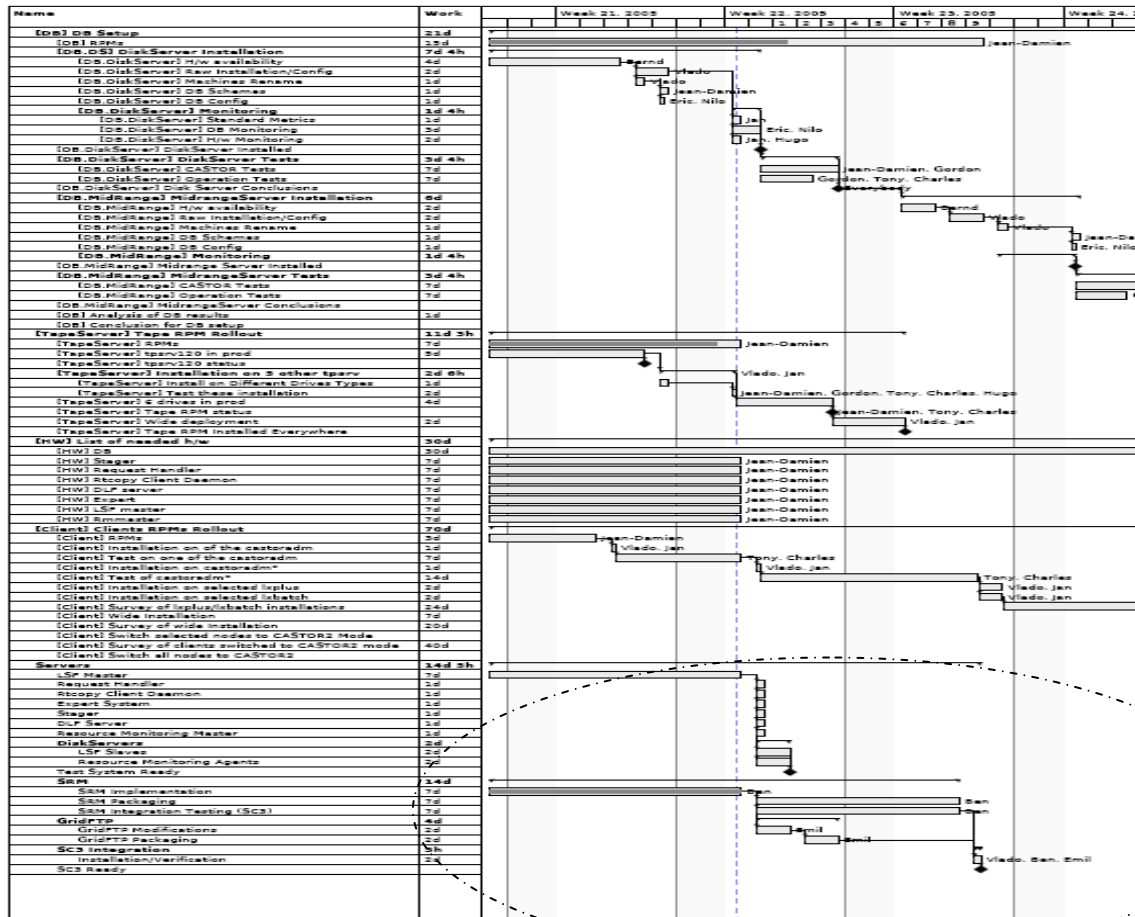 Name Work Week 21, 2005 Week 22, 2005 Week 23, 2005 Week 24,
1 2 3 4 5 6 7 8 9
[DB] DB Setup 21d
[DB] RPMs 15d Jean-Damien
[DB.DS] DiskServer Installation 7d 4h
[DB.DiskServer] H/w availability 4d Bernd
[DB.DiskServer] Raw Installation/Config 2d Vlado
[DB.DiskServer] Machines Rename 1d Vlado
[DB.DiskServer] DB Schemes 1d Jean-Damien
[DB.DiskServer] DB Config 1d Eric, Nilo
[DB.DiskServer] Monitoring 1d 4h
[DB.DiskServer] Standard Metrics 1d Jan
[DB.DiskServer] DB Monitoring 3d Eric, Nilo
[DB.DiskServer] H/w Monitoring 2d Jan, Hugo
[DB.DiskServer] DiskServer Installed
[DB.DiskServer] DiskServer Tests 3d 4h
[DB.DiskServer] CASTOR Tests 7d Jean-Damien, Gordon
[DB.DiskServer] Operation Tests 7d Gordon, Tony, Charles
[DB.DiskServer] Disk Server Conclusions Everybody
[DB.MidRange] MidrangeServer Installation 6d
[DB.MidRange] H/w availability 2d Bernd
[DB.MidRange] Raw Installation/Config 2d Vlado
[DB.MidRange] Machines Rename 1d Vlado
[DB.MidRange] DB Schemas 1d Jean-Da
[DB.MidRange] DB Config 1d Eric, Nil
[DB.MidRange] Monitoring 1d 4h
[DB.MidRange] Midrange Server Installed
[DB.MidRange] MidrangeServer Tests 3d 4h
[DB.MidRange] CASTOR Tests 7d
[DB.MidRange] Operation Tests 7d
[DB.MidRange] MidrangeServer Conclusions
[DB] Analysis of DB results 1d
[DB] Conclusion for DB setup
[TapeServer] Tape RPM Rollout 11d 3h
[TapeServer] RPMs 7d Jean-Damien
[TapeServer] tpsrv120 in prod 5d
[TapeServer] tpsrv120 status
[TapeServer] Installation on 3 other tpsrv 2d 6h Vlado, Jan
[TapeServer] Install on Different Drives Types 1d
[TapeServer] Test these installation 2d Jean-Damien, Gordon, Tony, Charles, Hugo
[TapeServer] 6 drives in prod 4d
[TapeServer] Tape RPM status Jean-Damien, Tony, Charles
[TapeServer] Wide deployment 2d Vlado, Jan
[TapeServer] Tape RPM Installed Everywhere
[HW] List of needed h/w 30d
[HW] DB 30d
[HW] Stager 7d Jean-Damien
[HW] Request Handler 7d Jean-Damien
[HW] Rtcopy Client Daemon 7d Jean-Damien
[HW] DLF server 7d Jean-Damien
[HW] Expert 7d Jean-Damien
[HW] LSF master 7d Jean-Damien
[HW] Rmmaster 7d Jean-Damien
[Client] Clients RPMs Rollout 70d
[Client] RPMs 3d Jean-Damien
[Client] Installation on of the castoradm 1d Vlado, Jan
[Client] Test on one of the castoradm 7d Tony, Charles
[Client] Installation on castoradm* 1d Vlado, Jan
[Client] Test of castoradm* 14d Tony, Charles
[Client] Installation on selected lxplus 2d Vlado, Jan
[Client] Installation on selected lxbatch 2d Vlado, Jan
[Client] Survey of lxplus/lxbatch installations 24d
[Client] Wide Installation 7d
[Client] Survey of wide Installation 20d
[Client] Switch selected nodes to CASTOR2 Mode
[Client] Survey of clients switched to CASTOR2 mode 40d
[Client] Switch all nodes to CASTOR2
Servers 14d 3h
LSF Master 7d
Request Handler 1d
Rtcopy Client Daemon 1d
Expert System 1d
Stager 1d
DLF Server 1d
Resource Monitoring Master 1d
DiskServers 2d
LSF Slaves 2d
Resource Monitoring Agents 2d
Test System Ready
SRM 14d
SRM Implementation 7d Ben
SRM Packaging 7d Ben
SRM Integration Testing (SC3) 7d Ben
GridFTP 4d
GridFTP Modifications 2d Emil
GridFTP Packaging 2d Emil
SC3 Integration 3h
Installation/Verification 2d Vlado, Ben, Emil
SC3 Ready